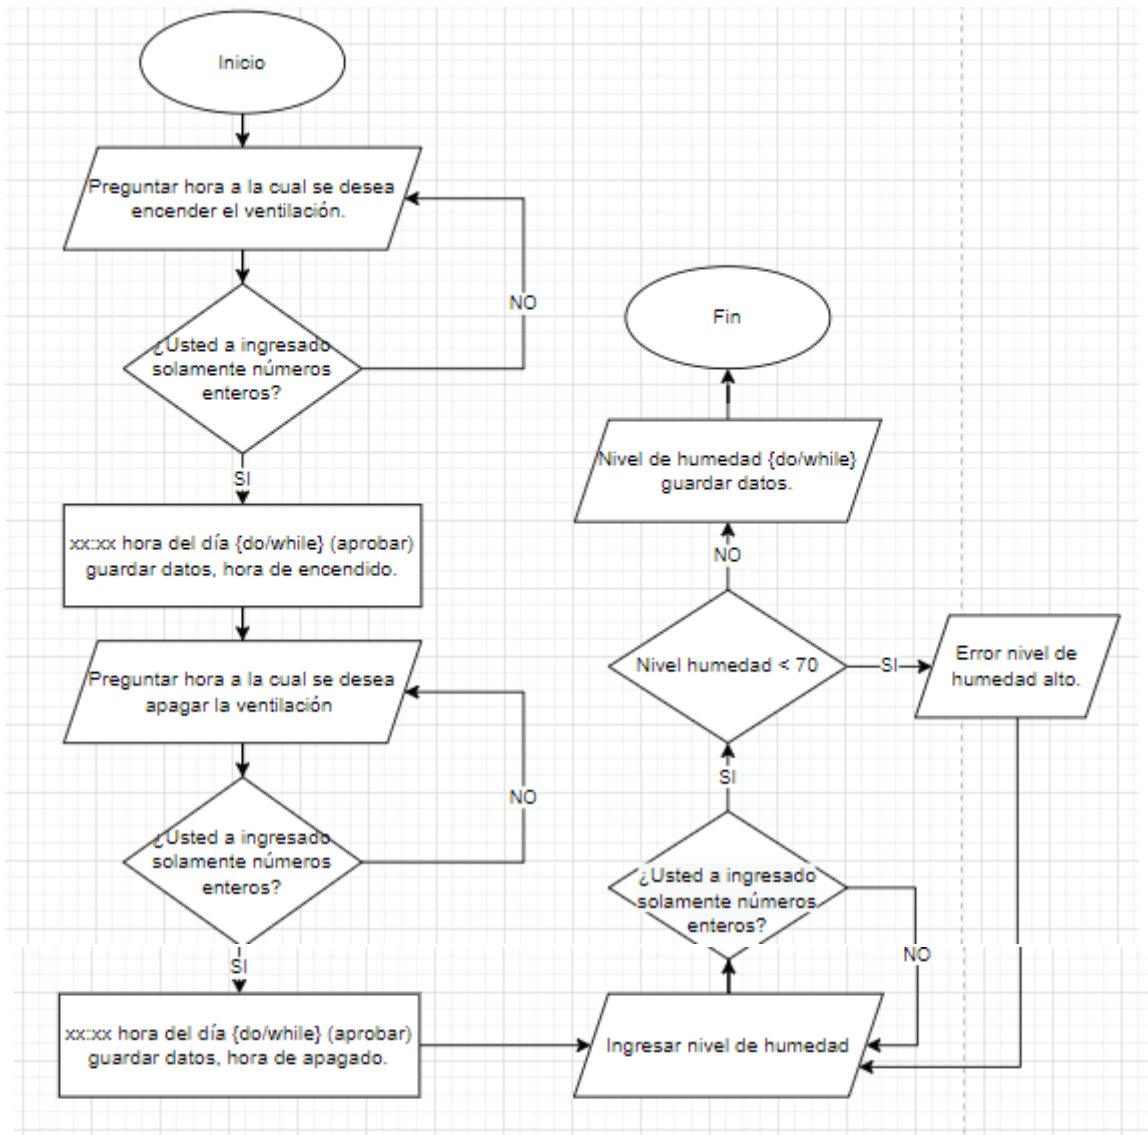 Inicio
Preguntar hora a la cual se desea
encender el ventilación.
NO
¿Usted a ingresado
solamente números
enteros?
SI
xx:xx hora del día {do/while} (aprobar)
guardar datos, hora de encendido.
Preguntar hora a la cual se desea
apagar la ventilación
NO
¿Usted a ingresado
solamente números
enteros?
SI
xx:xx hora del día {do/while} (aprobar)
guardar datos, hora de apagado.
Ingresar nivel de humedad
NO
¿Usted a ingresado
solamente números
enteros?
SI
Nivel humedad < 70
SI
Error nivel de
humedad alto.
NO
Nivel de humedad {do/while}
guardar datos.
Fin